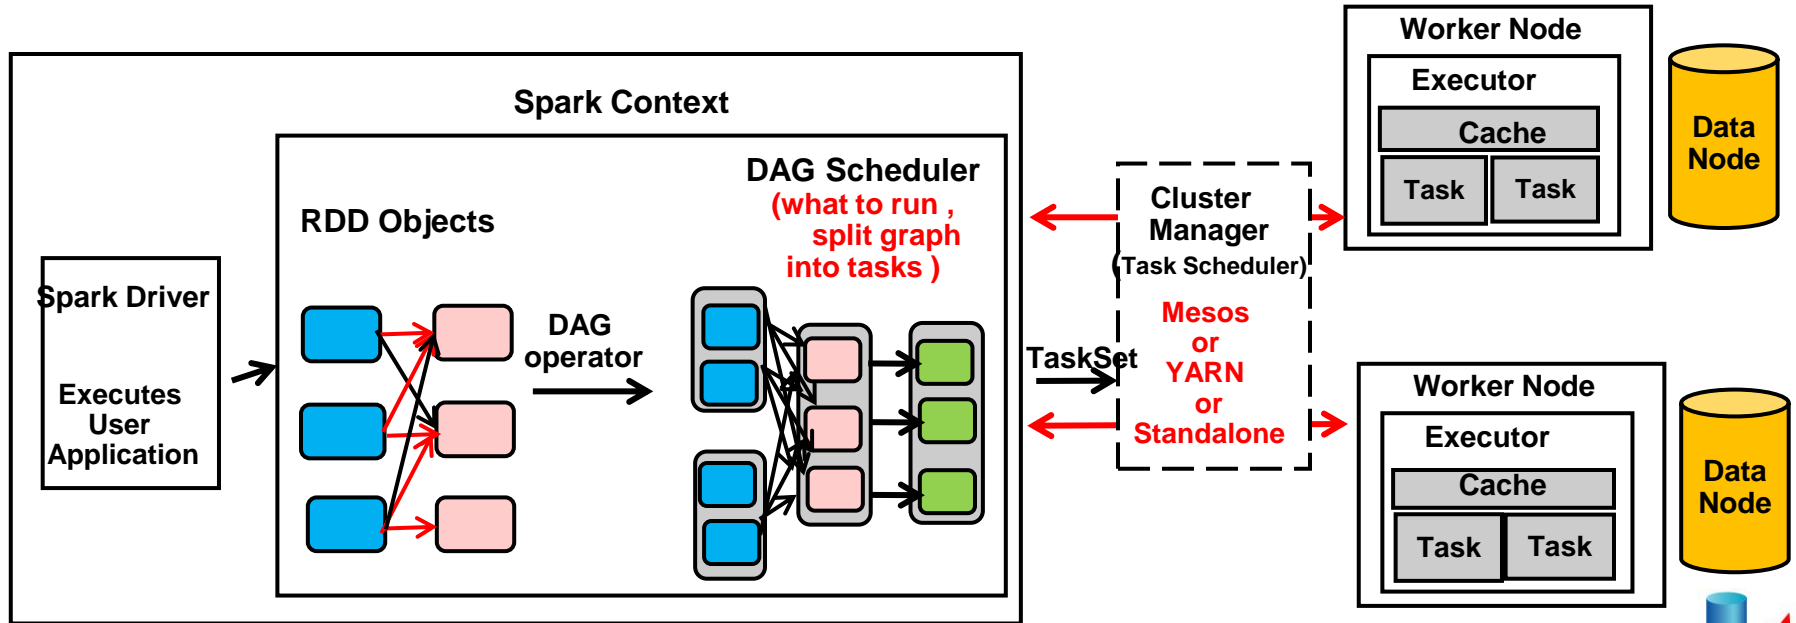 Spark Context
Spark Driver
Executes
User
Application
RDD Objects
DAG
operator
DAG Scheduler
(what to run ,
split graph
into tasks )
TaskSet
Cluster
Manager
(Task Scheduler)
Mesos
or
YARN
or
Standalone
Worker Node
Executor
Cache
Task
Task
Data
Node
Worker Node
Executor
Cache
Task
Task
Data
Node